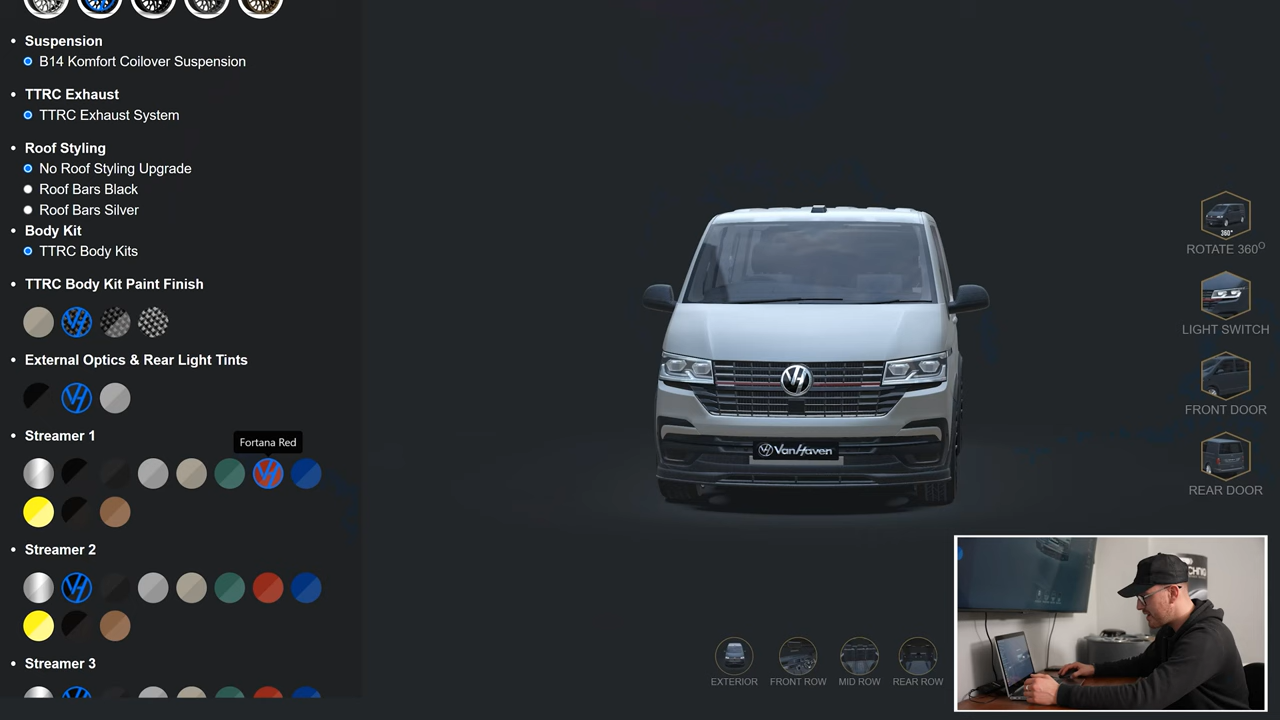 Suspension
B14 Komfort Coilover Suspension
TTRC Exhaust
TTRC Exhaust System
Roof Styling
No Roof Styling Upgrade
Roof Bars Black
Roof Bars Silver
Body Kit
TTRC Body Kits
TTRC Body Kit Paint Finish
External Optics & Rear Light Tints
Streamer 1
Fortana Red
Streamer 2
Streamer 3
VanHaven
360°
ROTATE 360°
LIGHT SWITCH
FRONT DOOR
REAR DOOR
EXTERIOR
FRONT ROW
MID ROW
REAR ROW